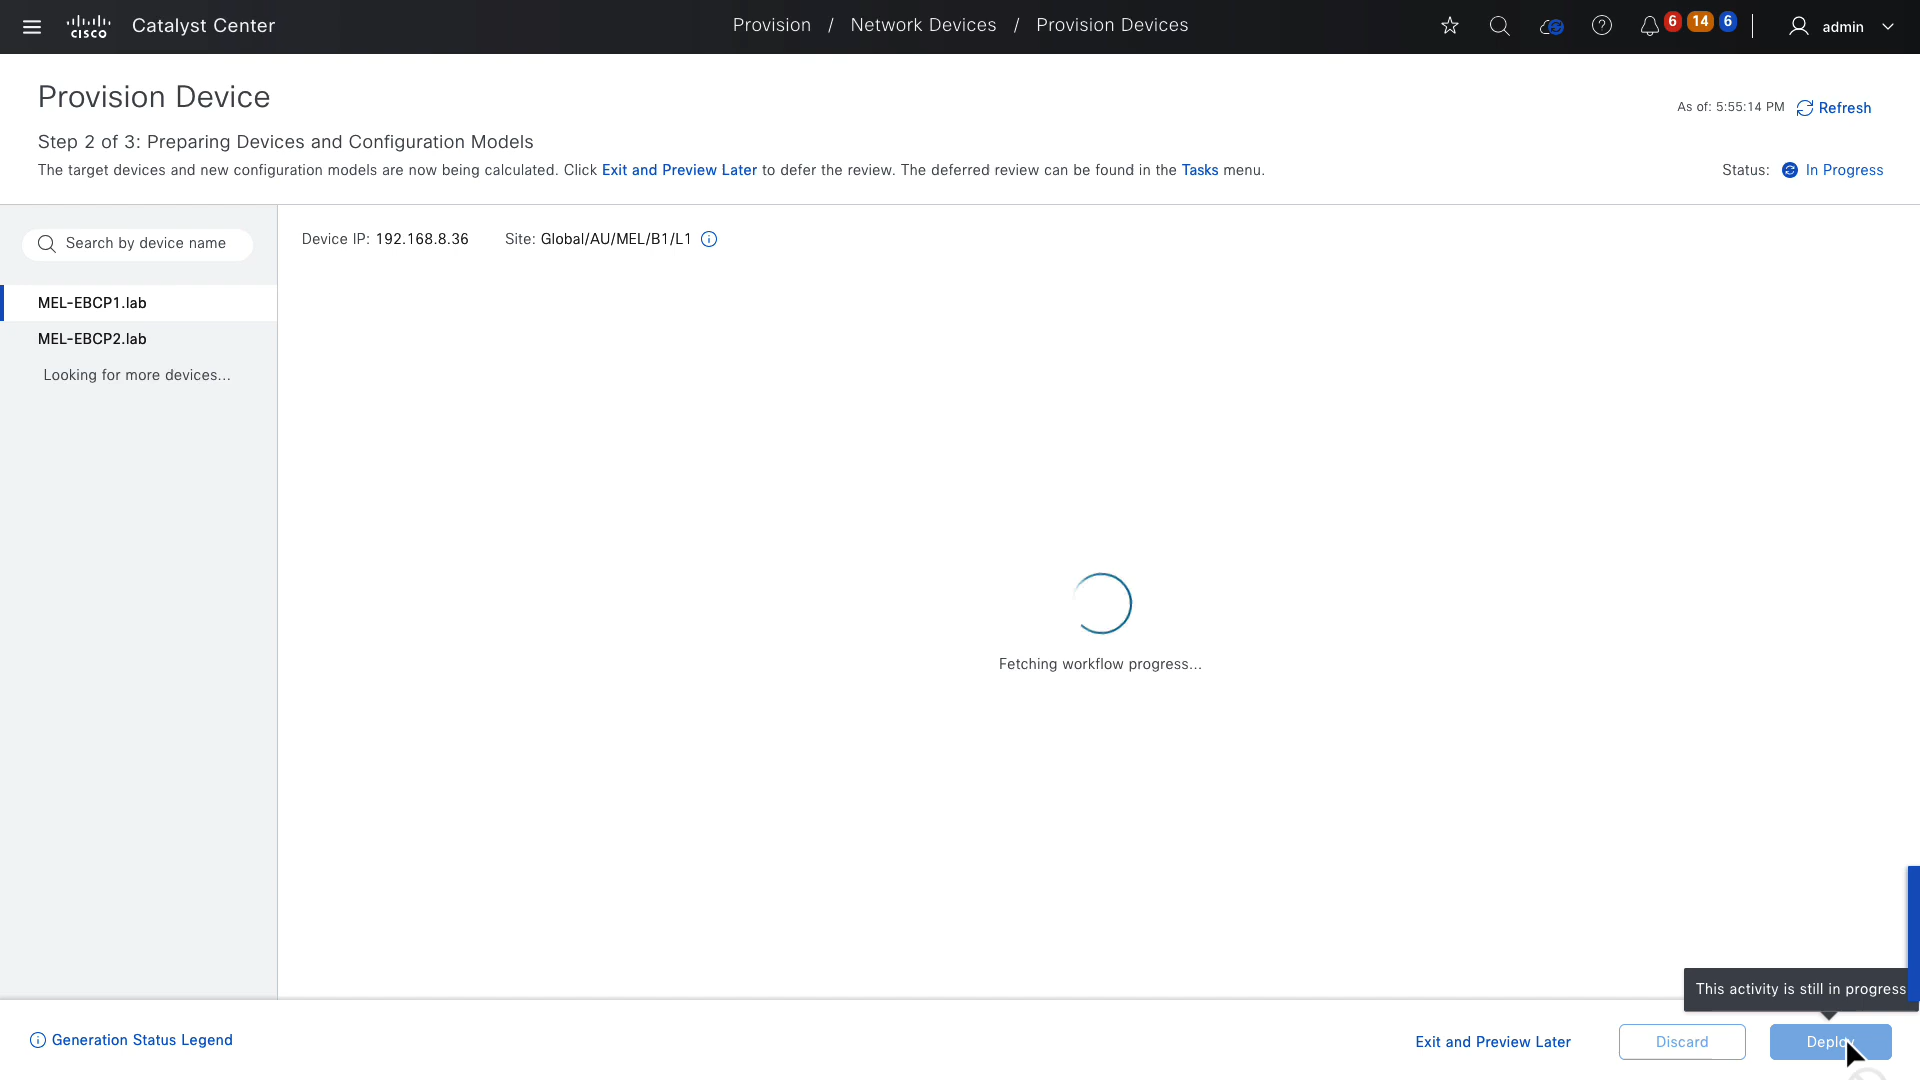 cisco Catalyst Center
Provision / Network Devices / Provision Devices
6 14 6
admin
Provision Device
As of: 5:55:14 PM Refresh
Step 2 of 3: Preparing Devices and Configuration Models
The target devices and new configuration models are now being calculated. Click Exit and Preview Later to defer the review. The deferred review can be found in the Tasks menu.
Status: In Progress
Search by device name
Device IP: 192.168.8.36 Site: Global/AU/MEL/B1/L1
MEL-EBCP1.lab
MEL-EBCP2.lab
Looking for more devices...
Fetching workflow progress...
This activity is still in progress
Generation Status Legend
Exit and Preview Later
Discard
Deploy